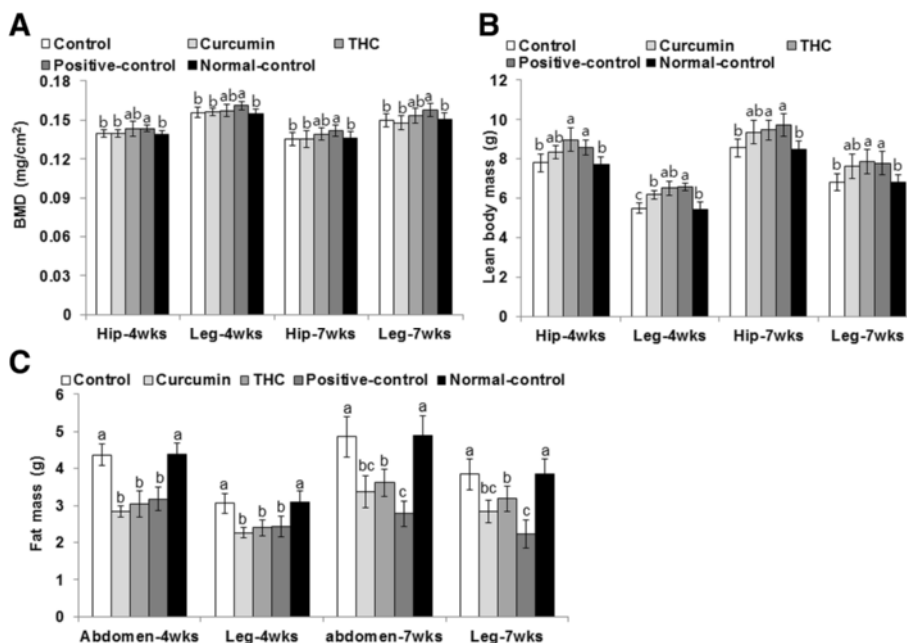 A
Control Curcumin THC
Positive-control Normal-control
0.18
0.15
0.12
0.09
0.06
0.03
0
BMD (mg/cm²)
b b ab a b
b b ab a b
b b ab a b
b b ab a b
Hip-4wks Leg-4wks Hip-7wks Leg-7wks
B
Control Curcumin THC
Positive-control Normal-control
12
10
8
6
4
2
0
Lean body mass (g)
b ab a a b
c b ab a b
b ab a a b
b ab a a b
Hip-4wks Leg-4wks Hip-7wks Leg-7wks
C
Control Curcumin THC Positive-control Normal-control
6
5
4
3
2
1
0
Fat mass (g)
a b b b a
a b b b a
a bc b c a
a bc b c a
Abdomen-4wks Leg-4wks abdomen-7wks Leg-7wks